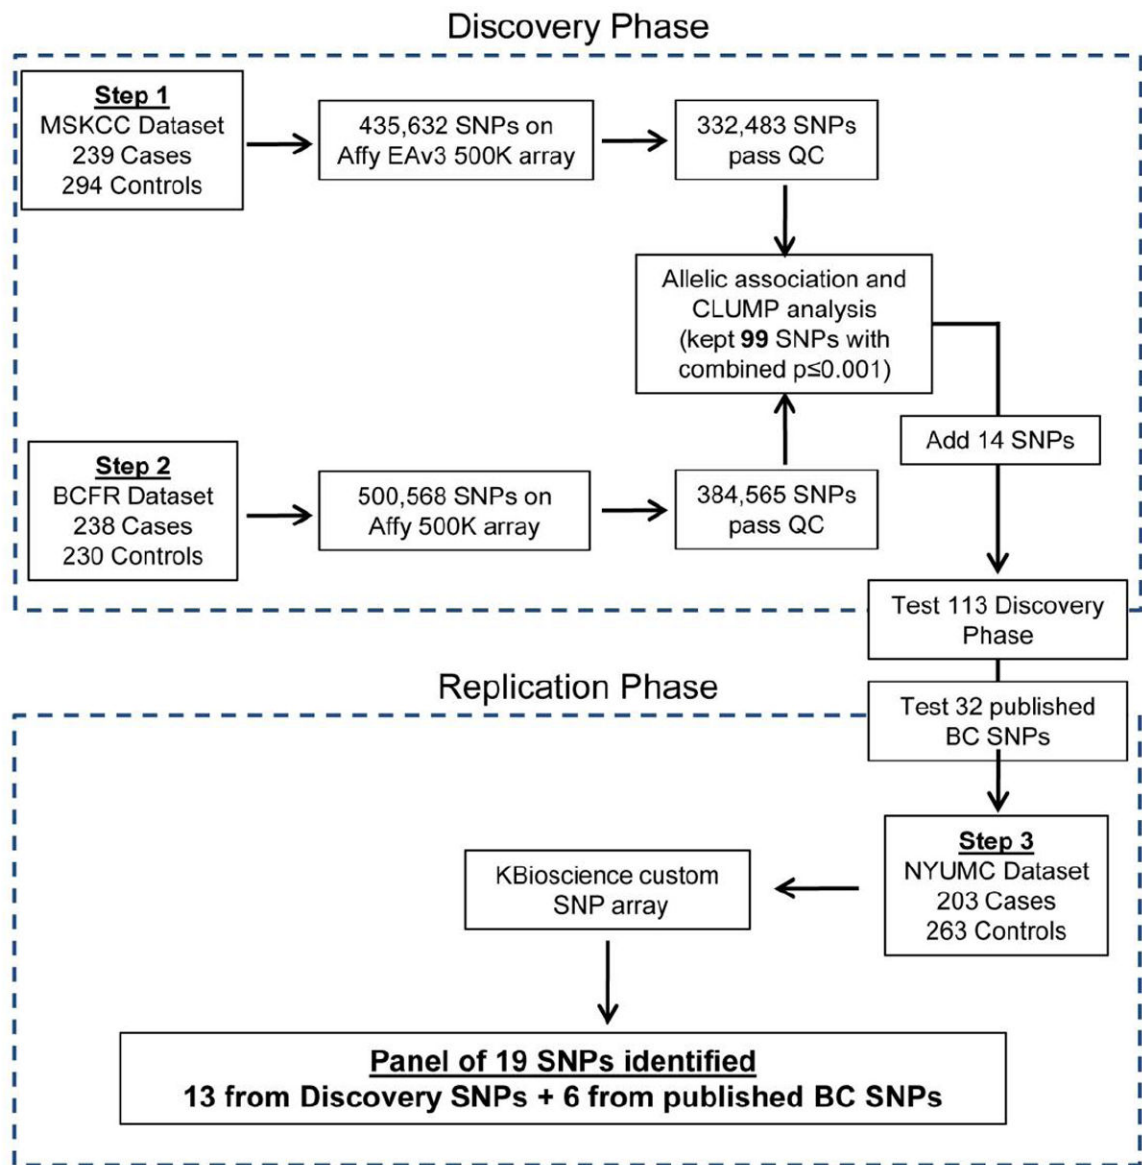 Discovery Phase
Step 1
MSKCC Dataset
239 Cases
294 Controls
435,632 SNPs on
Affy EAv3 500K array
332,483 SNPs
pass QC
Allelic association and
CLUMP analysis
(kept 99 SNPs with
combined p≤0.001)
Add 14 SNPs
Step 2
BCFR Dataset
238 Cases
230 Controls
500,568 SNPs on
Affy 500K array
384,565 SNPs
pass QC
Test 113 Discovery
Phase
Replication Phase
Test 32 published
BC SNPs
Step 3
NYUMC Dataset
203 Cases
263 Controls
KBioscience custom
SNP array
Panel of 19 SNPs identified
13 from Discovery SNPs + 6 from published BC SNPs